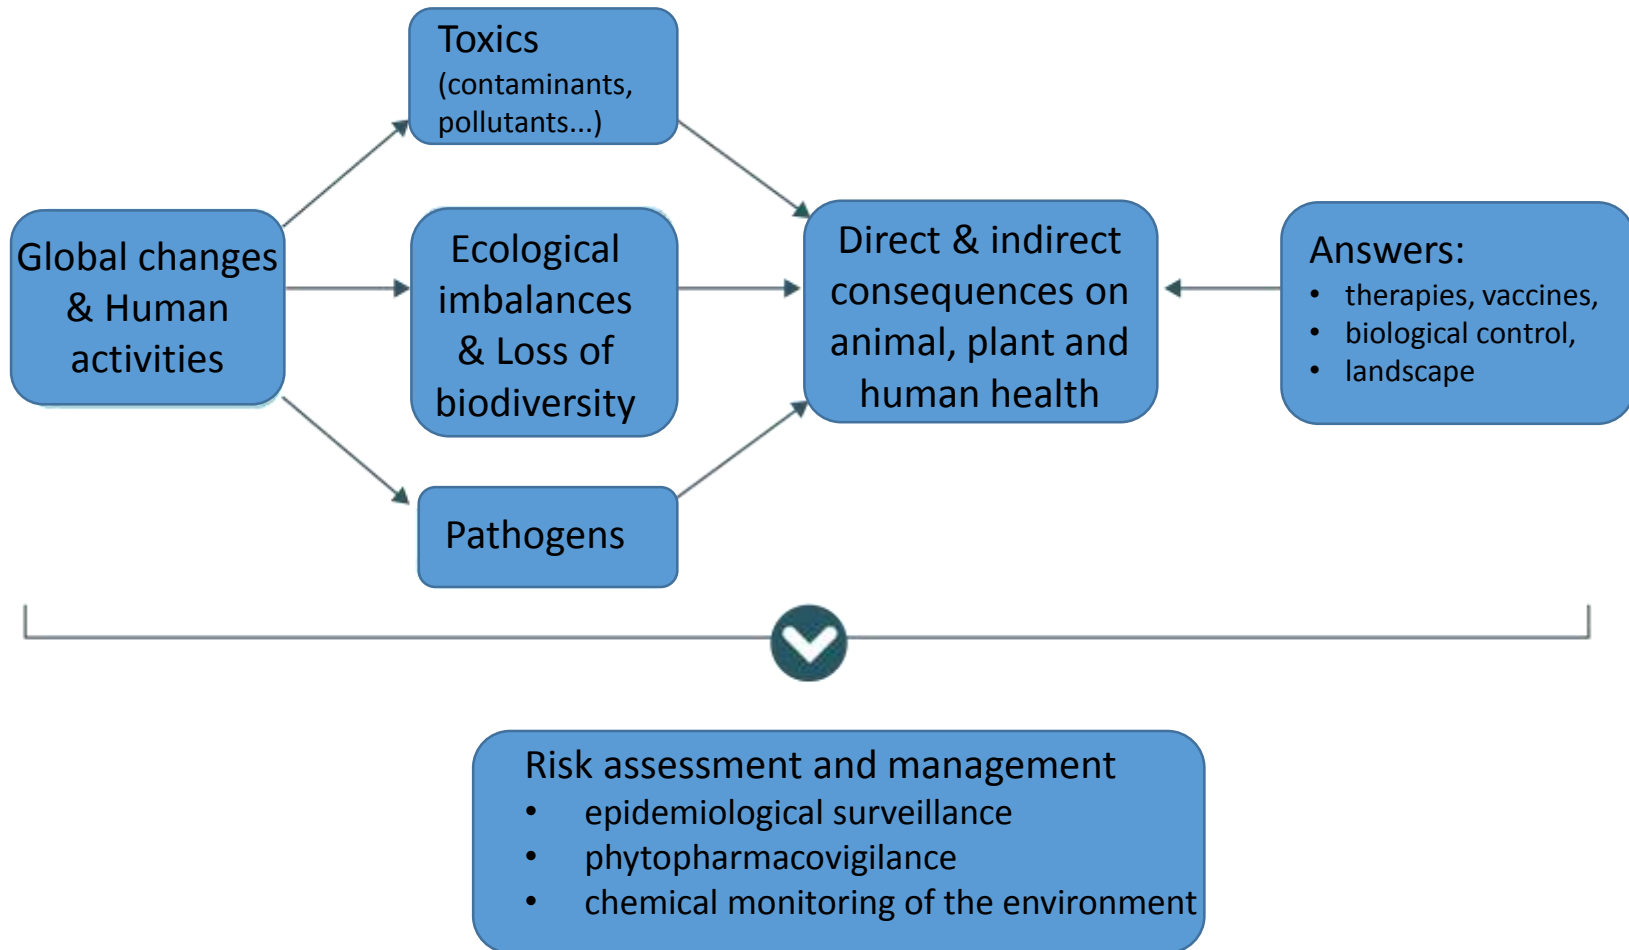 Toxics
(contaminants,
pollutants...)
Global changes
& Human
activities
Ecological
imbalances
& Loss of
biodiversity
Pathogens
Direct & indirect
consequences on
animal, plant and
human health
Answers:
• therapies, vaccines,
• biological control,
• landscape
Risk assessment and management
• epidemiological surveillance
• phytopharmacovigilance
• chemical monitoring of the environment